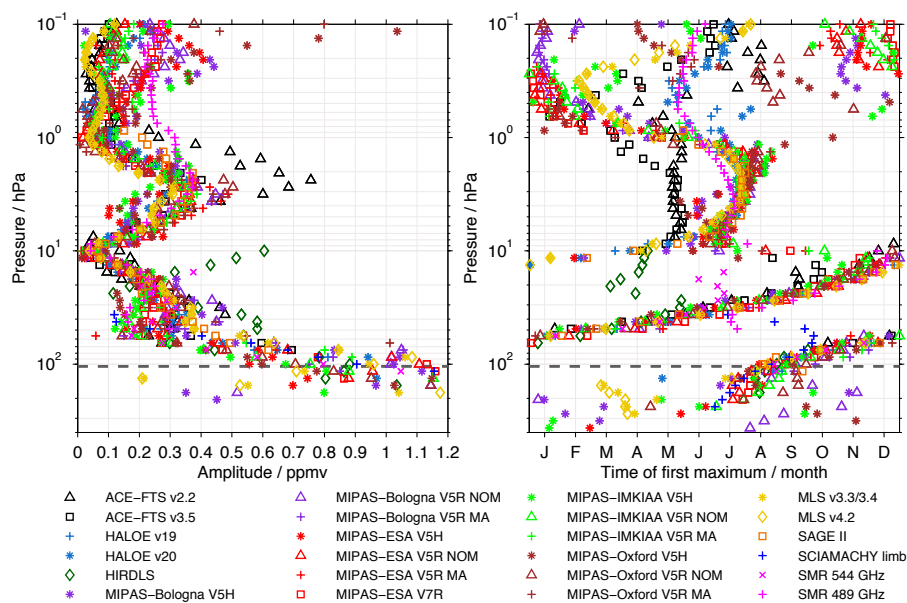 10⁻¹
10⁰
10¹
10²
Pressure / hPa
0 0.1 0.2 0.3 0.4 0.5 0.6 0.7 0.8 0.9 1 1.1 1.2
Amplitude / ppmv
10⁻¹
10⁰
10¹
10²
Pressure / hPa
J F M A M J J A S O N D
Time of first maximum / month
ACE−FTS v2.2
ACE−FTS v3.5
HALOE v19
HALOE v20
HIRDLS
MIPAS−Bologna V5H
MIPAS−Bologna V5R NOM
MIPAS−Bologna V5R MA
MIPAS−ESA V5H
MIPAS−ESA V5R NOM
MIPAS−ESA V5R MA
MIPAS−ESA V7R
MIPAS−IMKIAA V5H
MIPAS−IMKIAA V5R NOM
MIPAS−IMKIAA V5R MA
MIPAS−Oxford V5H
MIPAS−Oxford V5R NOM
MIPAS−Oxford V5R MA
MLS v3.3/3.4
MLS v4.2
SAGE II
SCIAMACHY limb
SMR 544 GHz
SMR 489 GHz